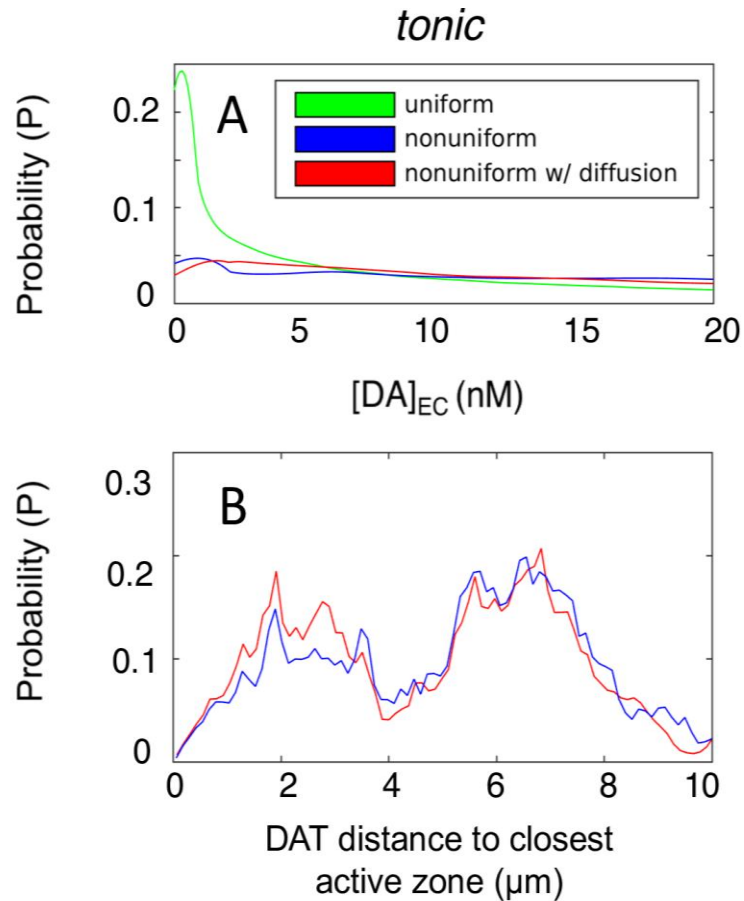 tonic
Probability (P)
0.2
0.1
0
A
uniform
nonuniform
nonuniform w/ diffusion
0 5 10 15 20
[DA]EC (nM)
Probability (P)
0.3
0.2
0.1
0
B
0 2 4 6 8 10
DAT distance to closest
active zone (μm)